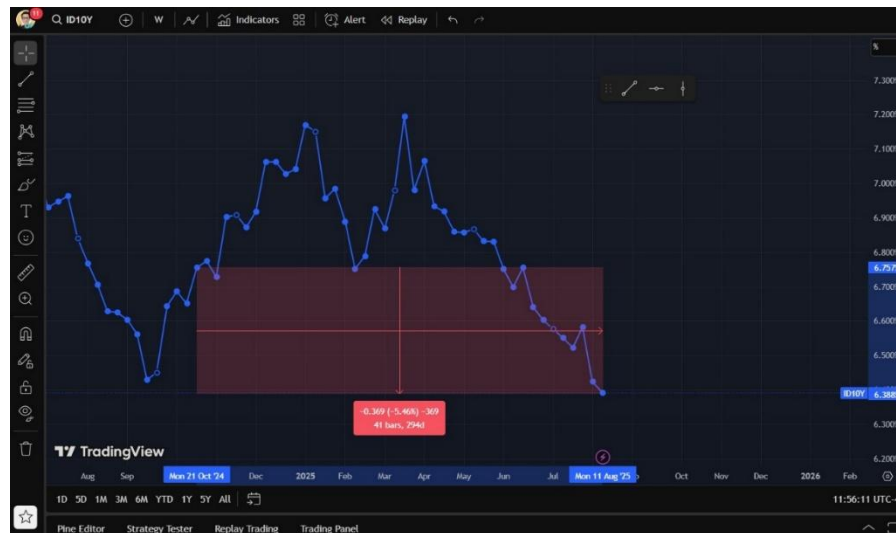 11
ID10Y
W
Indicators
Alert
Replay
%
7.300%
7.200%
7.100%
7.000%
6.900%
6.800%
6.757%
6.700%
6.600%
6.500%
ID10Y 6.388%
6.300%
6.200%
-0.369 (-5.46%) -369
41 bars, 294d
TradingView
Aug Sep Mon 21 Oct '24 Dec 2025 Feb Mar Apr May Jun Jul Mon 11 Aug '25 Oct Nov Dec 2026 Feb
1D 5D 1M 3M 6M YTD 1Y 5Y All
11:56:11 UTC-4
Pine Editor Strategy Tester Replay Trading Trading Panel